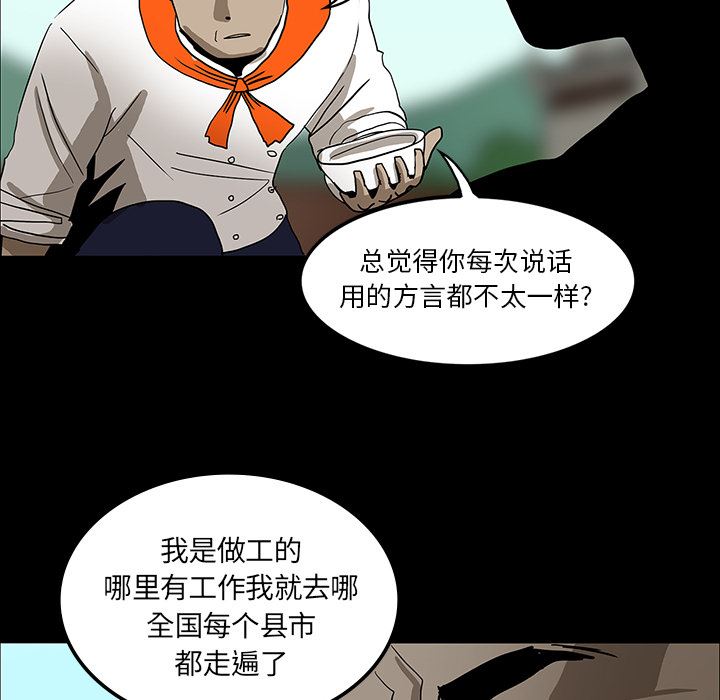 总觉得你每次说话
用的方言都不太一样?
我是做工的
哪里有工作我就去哪
全国每个县市
都走遍了